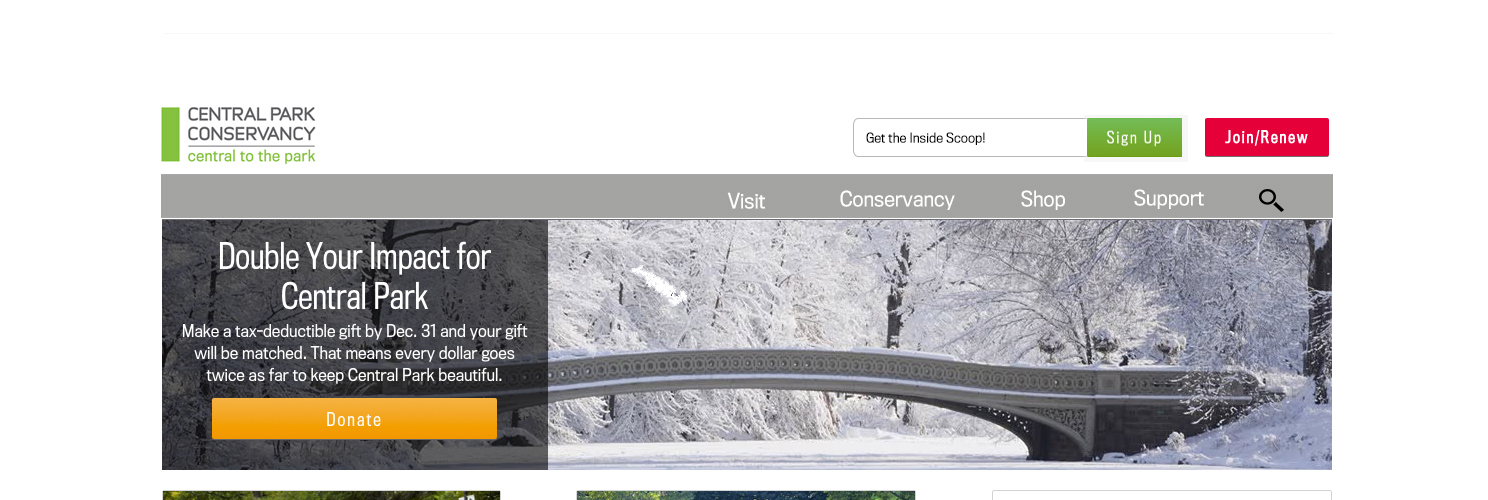 CENTRAL PARK
CONSERVANCY
central to the park
Get the Inside Scoop!
Sign Up
Join/Renew
Visit
Conservancy
Shop
Support
Double Your Impact for
Central Park
Make a tax-deductible gift by Dec. 31 and your gift
will be matched. That means every dollar goes
twice as far to keep Central Park beautiful.
Donate